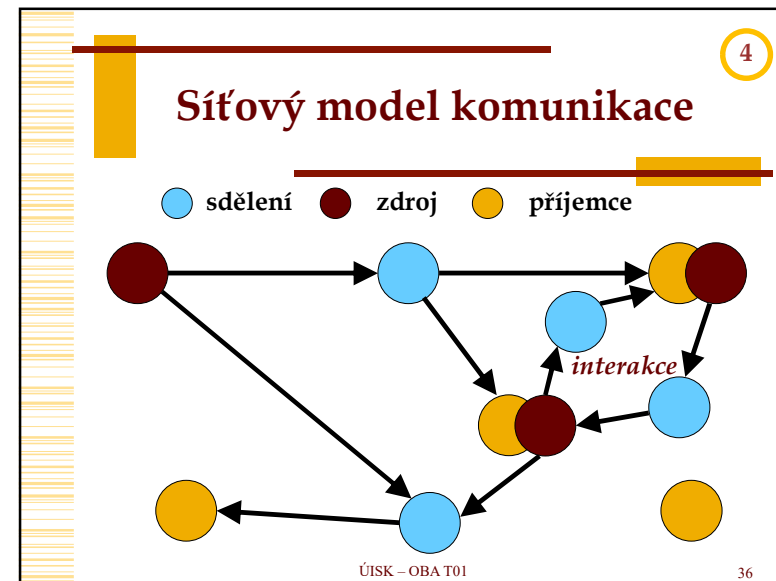 4
Síťový model komunikace
sdělení zdroj příjemce
interakce
ÚISK – OBA T01 36